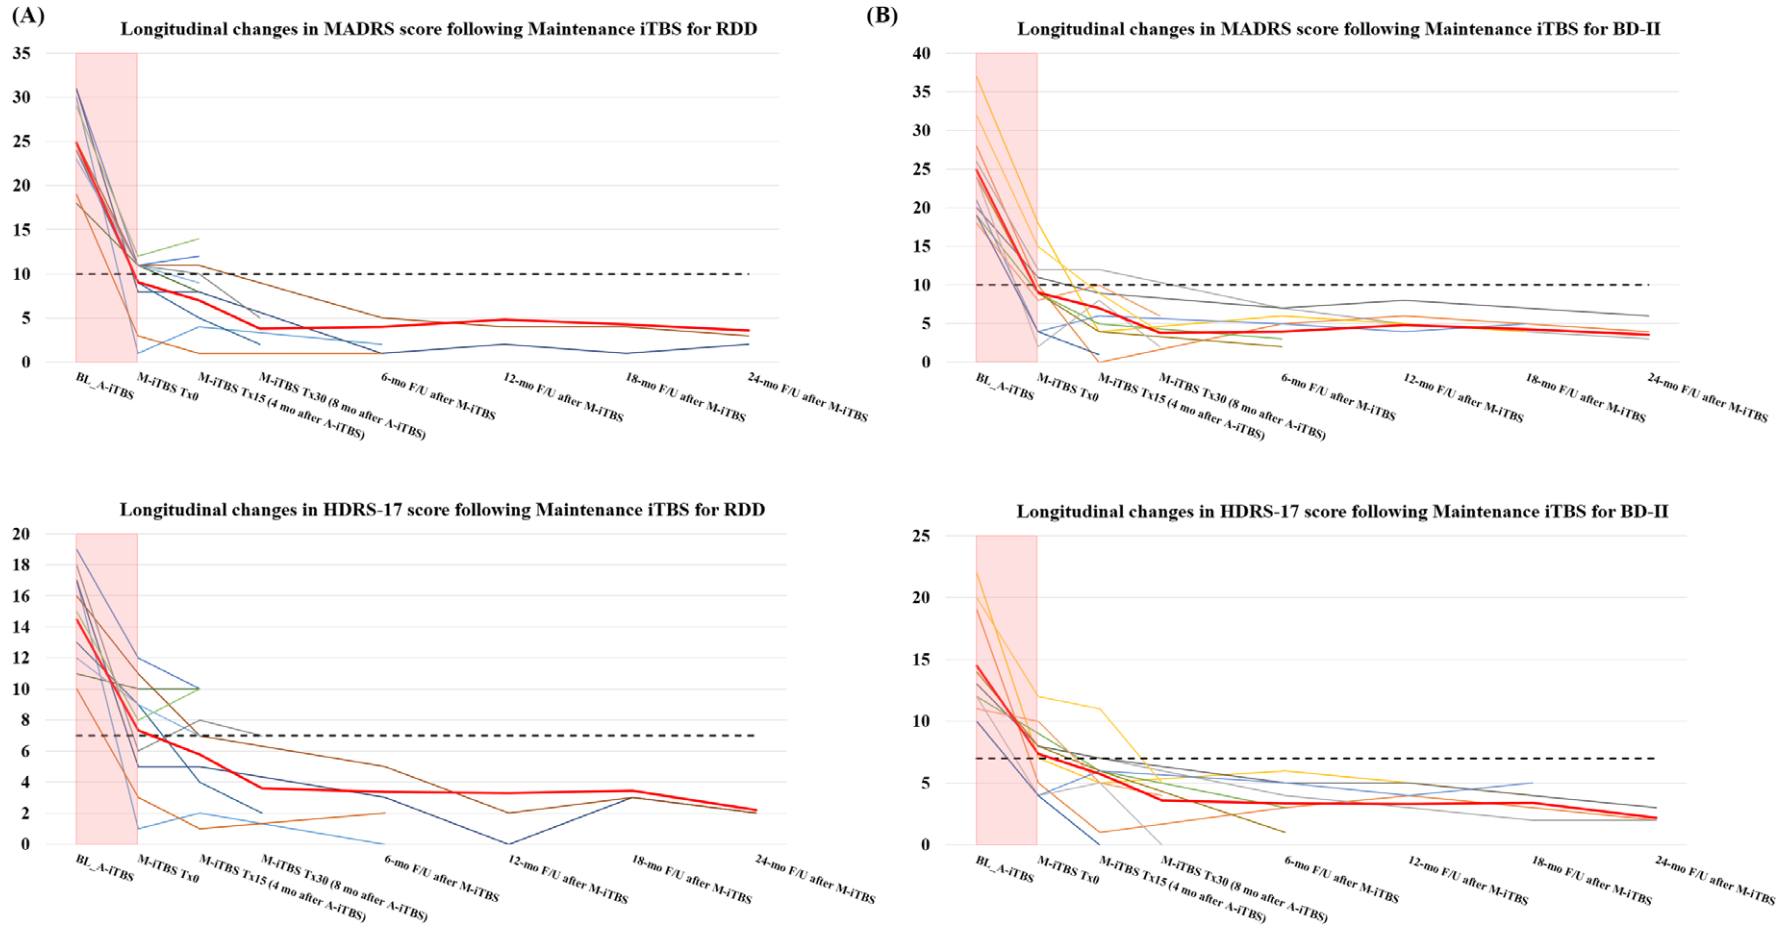 (A)
Longitudinal changes in MADRS score following Maintenance iTBS for RDD
35
30
25
20
15
10
5
0
BL_A-iTBS
M-iTBS Tx0
M-iTBS Tx15 (4 mo after A-iTBS)
M-iTBS Tx30 (8 mo after A-iTBS)
6-mo F/U after M-iTBS
12-mo F/U after M-iTBS
18-mo F/U after M-iTBS
24-mo F/U after M-iTBS
(B)
Longitudinal changes in MADRS score following Maintenance iTBS for BD-II
40
35
30
25
20
15
10
5
0
BL_A-iTBS
M-iTBS Tx0
M-iTBS Tx15 (4 mo after A-iTBS)
M-iTBS Tx30 (8 mo after A-iTBS)
6-mo F/U after M-iTBS
12-mo F/U after M-iTBS
18-mo F/U after M-iTBS
24-mo F/U after M-iTBS
Longitudinal changes in HDRS-17 score following Maintenance iTBS for RDD
20
18
16
14
12
10
8
6
4
2
0
BL_A-iTBS
M-iTBS Tx0
M-iTBS Tx15 (4 mo after A-iTBS)
M-iTBS Tx30 (8 mo after A-iTBS)
6-mo F/U after M-iTBS
12-mo F/U after M-iTBS
18-mo F/U after M-iTBS
24-mo F/U after M-iTBS
Longitudinal changes in HDRS-17 score following Maintenance iTBS for BD-II
25
20
15
10
5
0
BL_A-iTBS
M-iTBS Tx0
M-iTBS Tx15 (4 mo after A-iTBS)
M-iTBS Tx30 (8 mo after A-iTBS)
6-mo F/U after M-iTBS
12-mo F/U after M-iTBS
18-mo F/U after M-iTBS
24-mo F/U after M-iTBS